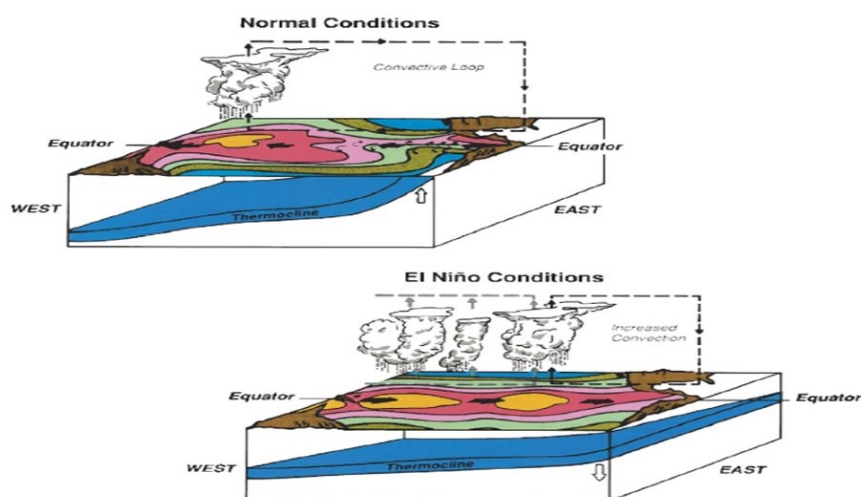 Normal Conditions
Convective Loop
Equator
Equator
WEST
Thermocline
EAST
El Niño Conditions
Increased
Convection
Equator
Equator
WEST
Thermocline
EAST